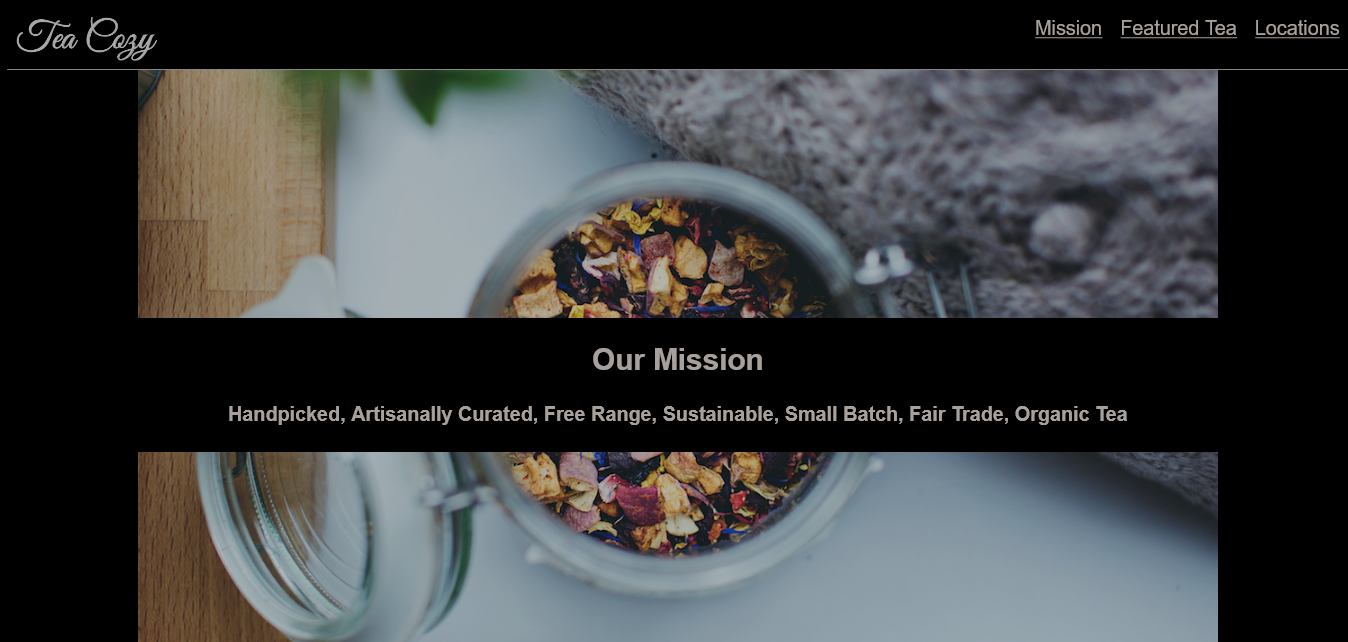 Tea Cozy
Mission Featured Tea Locations
Our Mission
Handpicked, Artisanally Curated, Free Range, Sustainable, Small Batch, Fair Trade, Organic Tea